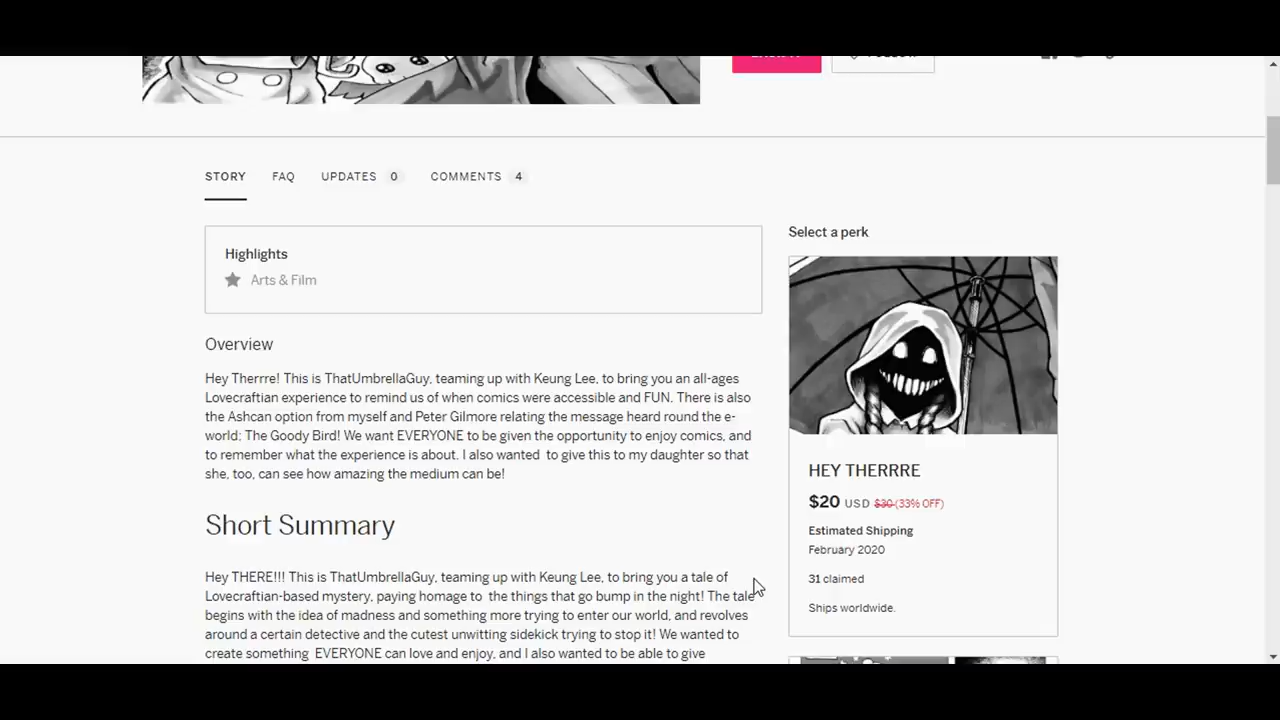 STORY
FAQ
UPDATES 0
COMMENTS 4
Highlights
Arts & Film
Overview
Hey Therrre! This is ThatUmbrellaGuy, teaming up with Keung Lee, to bring you an all-ages
Lovecraftian experience to remind us of when comics were accessible and FUN. There is also
the Ashcan option from myself and Peter Gilmore relating the message heard round the e-
world: The Goody Bird! We want EVERYONE to be given the opportunity to enjoy comics, and
to remember what the experience is about. I also wanted to give this to my daughter so that
she, too, can see how amazing the medium can be!
Short Summary
Hey THERE!!! This is ThatUmbrellaGuy, teaming up with Keung Lee, to bring you a tale of
Lovecraftian-based mystery, paying homage to the things that go bump in the night! The tale
begins with the idea of madness and something more trying to enter our world, and revolves
around a certain detective and the cutest unwitting sidekick trying to stop it! We wanted to
create something EVERYONE can love and enjoy, and I also wanted to be able to give
Select a perk
HEY THERRRE
$20 USD $30 (33% OFF)
Estimated Shipping
February 2020
31 claimed
Ships worldwide.